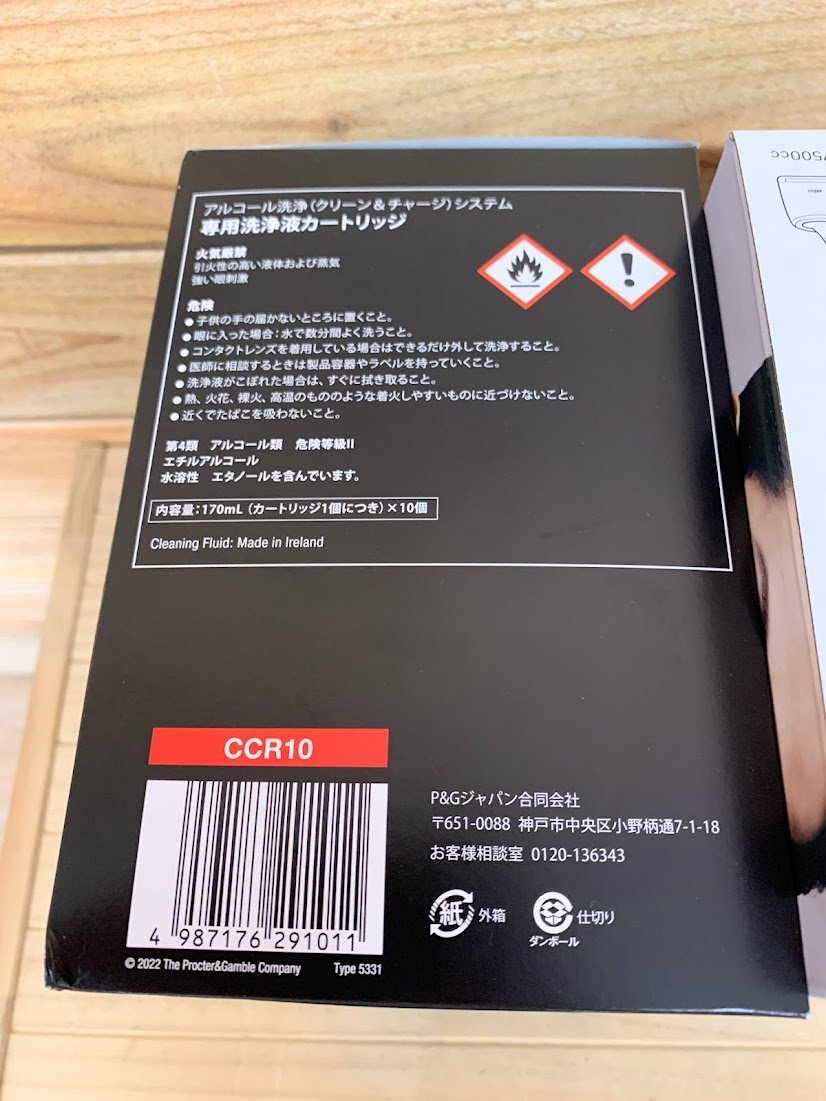 アルコール洗浄（クリーン＆チャージ）システム
専用洗浄液カートリッジ
火気厳禁
引火性の高い液体および蒸気
強い眼刺激
危険
●子供の手の届かないところに置くこと。
●眼に入った場合：水で数分間よく洗うこと。
●コンタクトレンズを着用している場合はできるだけ外して洗浄すること。
●医師に相談するときは製品容器やラベルを持っていくこと。
●洗浄液がこぼれた場合は、すぐに拭き取ること。
●熱、火花、裸火、高温のもののような着火しやすいものに近づけないこと。
●近くでたばこを吸わないこと。
第4類　アルコール類　危険等級II
エチルアルコール
水溶性　エタノールを含んでいます。
内容量：170mL（カートリッジ1個につき）×10個
Cleaning Fluid: Made in Ireland
CCR10
4 987176 291011
© 2022 The Procter&Gamble Company Type 5331
P&Gジャパン合同会社
〒651-0088 神戸市中央区小野柄通7-1-18
お客様相談室 0120-136343
紙 外箱
ダンボール 仕切り
7500cc